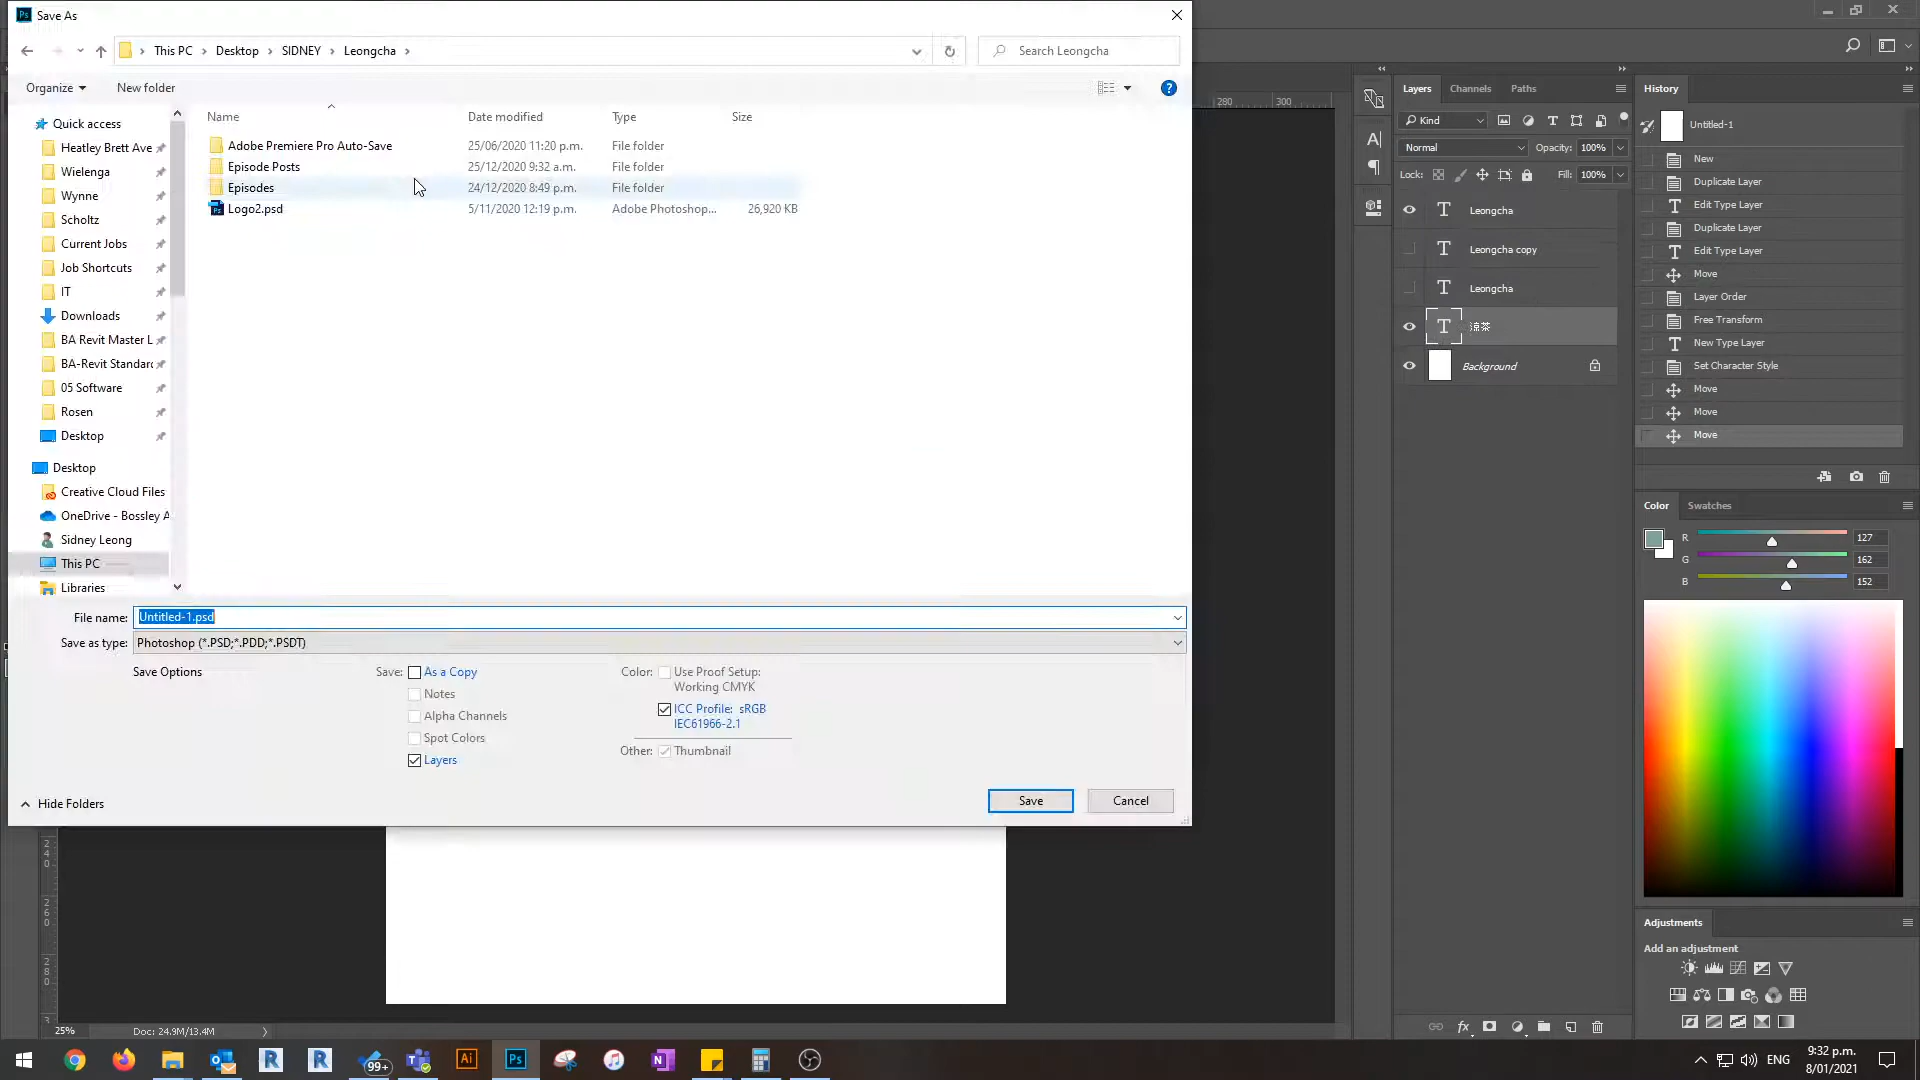 Save As
This PC Desktop SIDNEY Leongcha
Search Leongcha
Organize New folder
Name Date modified Type Size
Adobe Premiere Pro Auto-Save 25/06/2020 11:20 p.m. File folder
Episode Posts 25/12/2020 9:32 a.m. File folder
Episodes 24/12/2020 8:49 p.m. File folder
Logo2.psd 5/11/2020 12:19 p.m. Adobe Photoshop... 26,920 KB
Quick access
Heatley Brett Ave
Wielenga
Wynne
Scholtz
Current Jobs
Job Shortcuts
IT
Downloads
BA Revit Master L
BA-Revit Standard
05 Software
Rosen
Desktop
Desktop
Creative Cloud Files
OneDrive - Bossley A
Sidney Leong
This PC
Libraries
File name: Untitled-1.psd
Save as type: Photoshop (*.PSD;*.PDD;*.PSDT)
Save Options
Save: As a Copy
Notes
Alpha Channels
Spot Colors
Layers
Color: Use Proof Setup:
Working CMYK
ICC Profile: sRGB
IEC61966-2.1
Other: Thumbnail
Hide Folders
Save Cancel
280 300
240
260
280
3
25% Doc: 24.9M/13.4M
Layers Channels Paths
Kind
Normal Opacity: 100%
Lock: Fill: 100%
Leongcha
Leongcha copy
Leongcha
涼茶
Background
History
Untitled-1
New
Duplicate Layer
Edit Type Layer
Duplicate Layer
Edit Type Layer
Move
Layer Order
Free Transform
New Type Layer
Set Character Style
Move
Move
Move
Color Swatches
R 127
G 162
B 152
Adjustments
Add an adjustment
99+
ENG
9:32 p.m.
8/01/2021